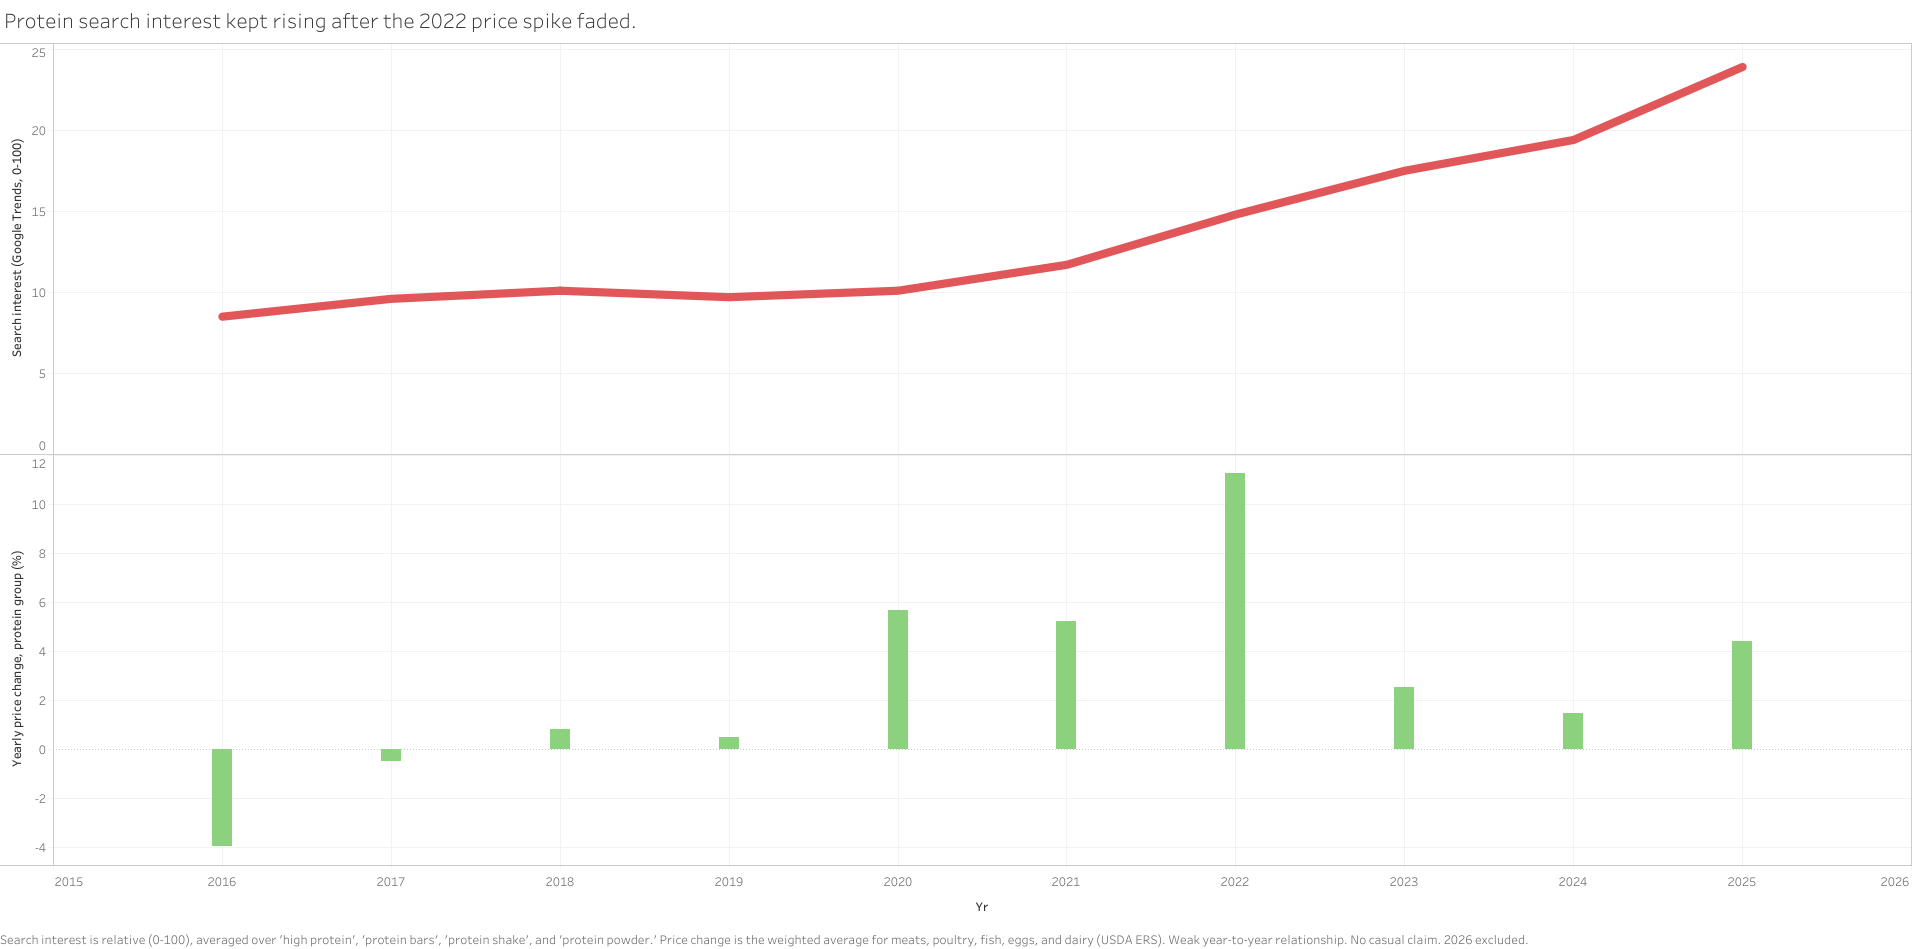 Protein search interest kept rising after the 2022 price spike faded.
25
20
15
10
5
0
Search interest (Google Trends, 0-100)
12
10
8
6
4
2
0
-2
-4
Yearly price change, protein group (%)
2015 2016 2017 2018 2019 2020 2021 2022 2023 2024 2025 2026
Yr
Search interest is relative (0-100), averaged over ‘high protein’, ‘protein bars’, ‘protein shake’, and ‘protein powder.’ Price change is the weighted average for meats, poultry, fish, eggs, and dairy (USDA ERS). Weak year-to-year relationship. No casual claim. 2026 excluded.